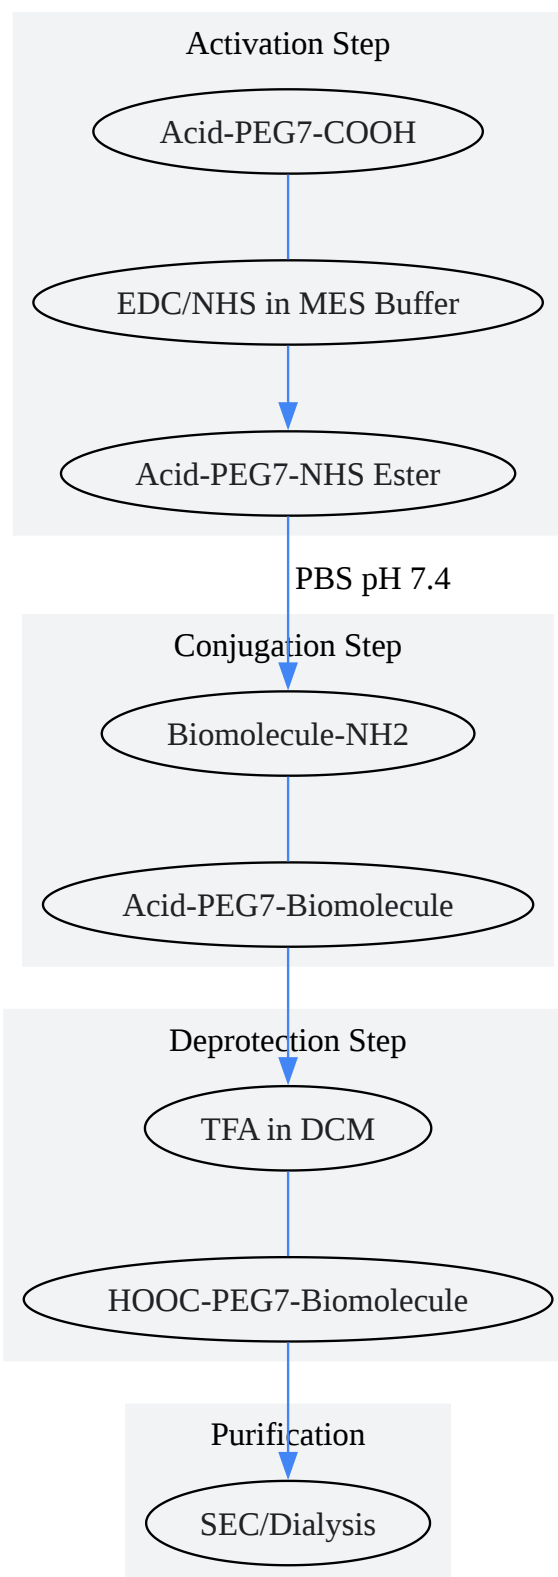 Activation Step
Acid-PEG7-COOH
EDC/NHS in MES Buffer
Acid-PEG7-NHS Ester
PBS pH 7.4
Conjugation Step
Biomolecule-NH2
Acid-PEG7-Biomolecule
Deprotection Step
TFA in DCM
HOOC-PEG7-Biomolecule
Purification
SEC/Dialysis